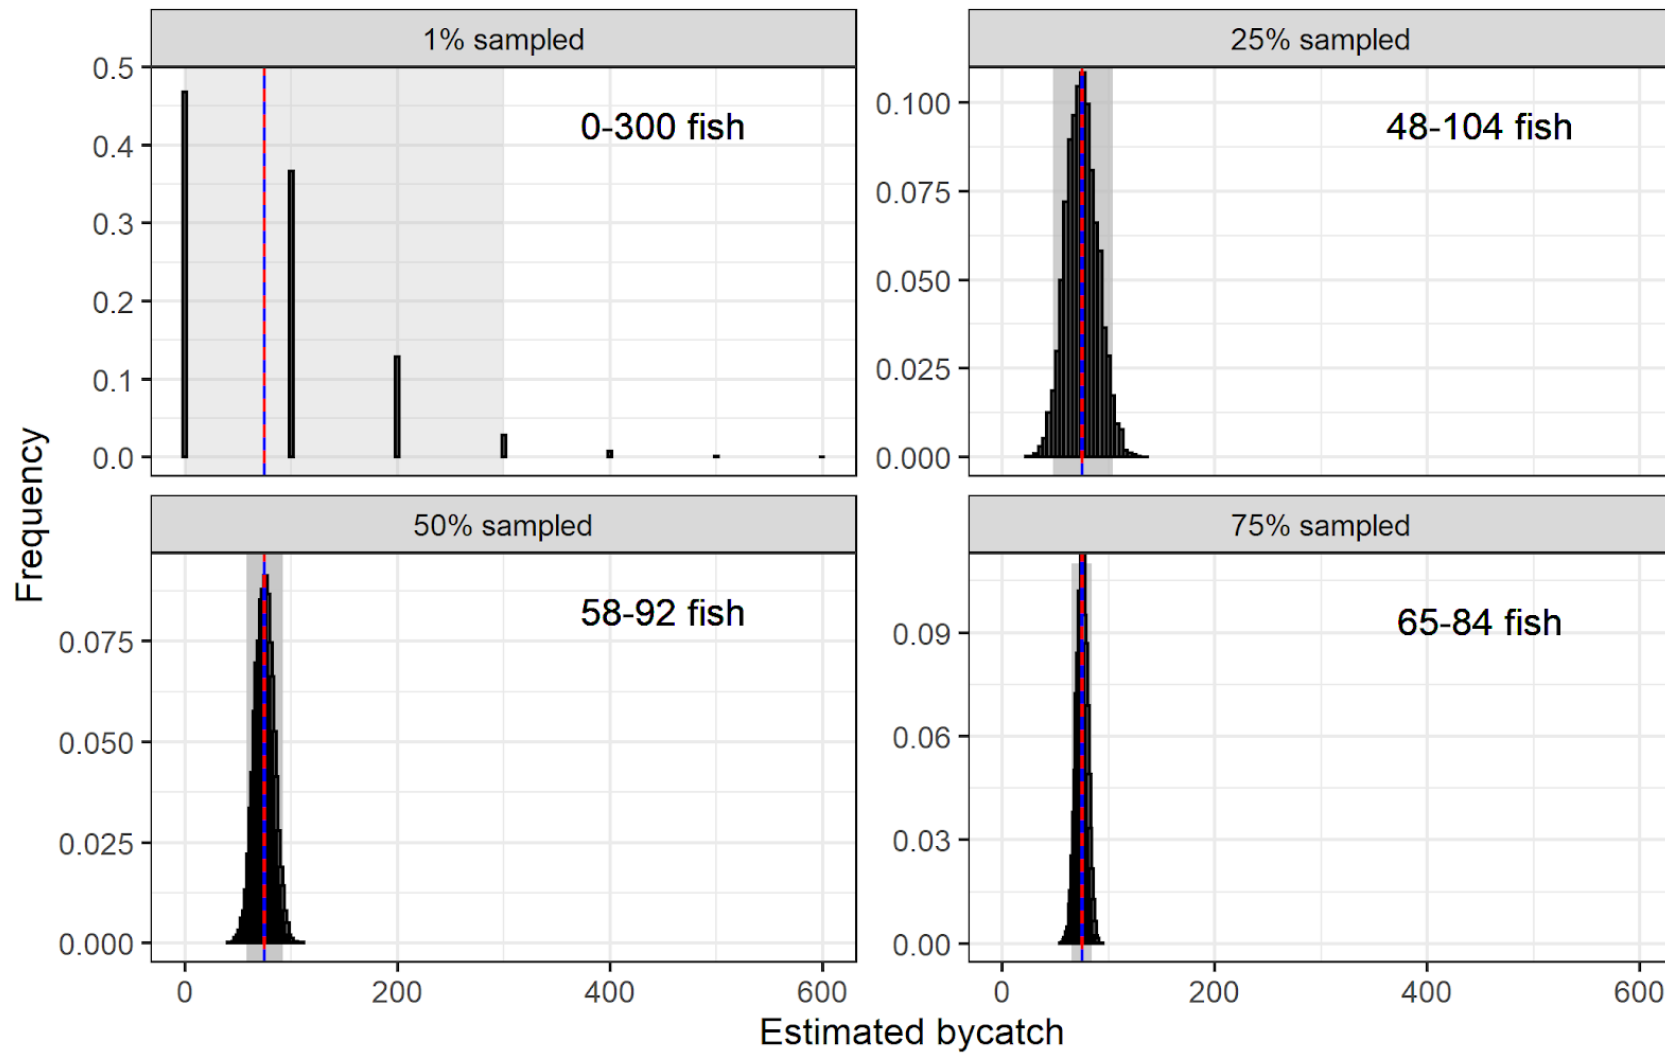 1% sampled
25% sampled
0.5
0.4
0.3
0.2
0.1
0.0
0-300 fish
0.100
0.075
0.050
0.025
0.000
48-104 fish
Frequency
50% sampled
75% sampled
0.075
0.050
0.025
0.000
58-92 fish
0.09
0.06
0.03
0.00
65-84 fish
0 200 400 600
0 200 400 600
Estimated bycatch